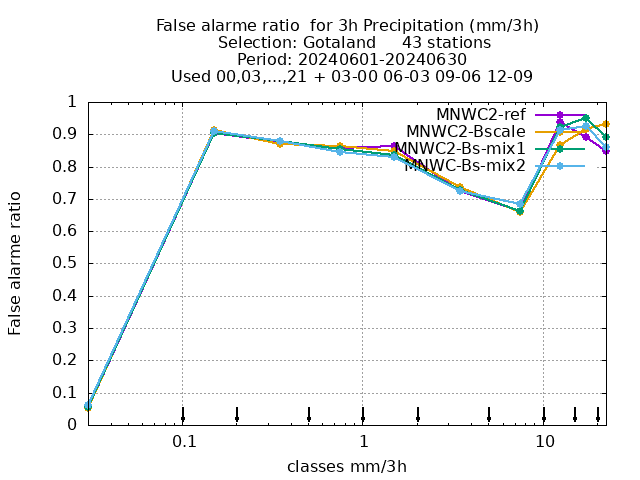 False alarme ratio  for 3h Precipitation (mm/3h)
Selection: Gotaland     43 stations
Period: 20240601-20240630
Used 00,03,...,21 + 03-00 06-03 09-06 12-09
MNWC2-ref
MNWC2-Bscale
MNWC2-Bs-mix1
MNWC-Bs-mix2
False alarme ratio
1
0.9
0.8
0.7
0.6
0.5
0.4
0.3
0.2
0.1
0
0.1 1 10
classes mm/3h